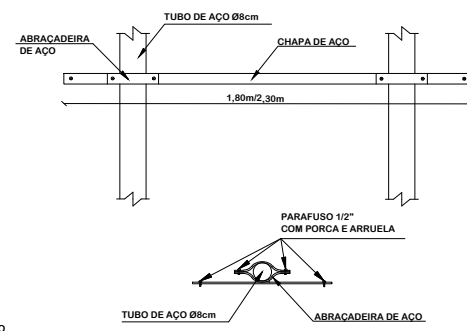 TUBO DE AÇO Ø8cm
ABRAÇADEIRA
DE AÇO
CHAPA DE AÇO
1,80m/2,30m
PARAFUSO 1/2"
COM PORCA E ARRUELA
TUBO DE AÇO Ø8cm
ABRAÇADEIRA DE AÇO